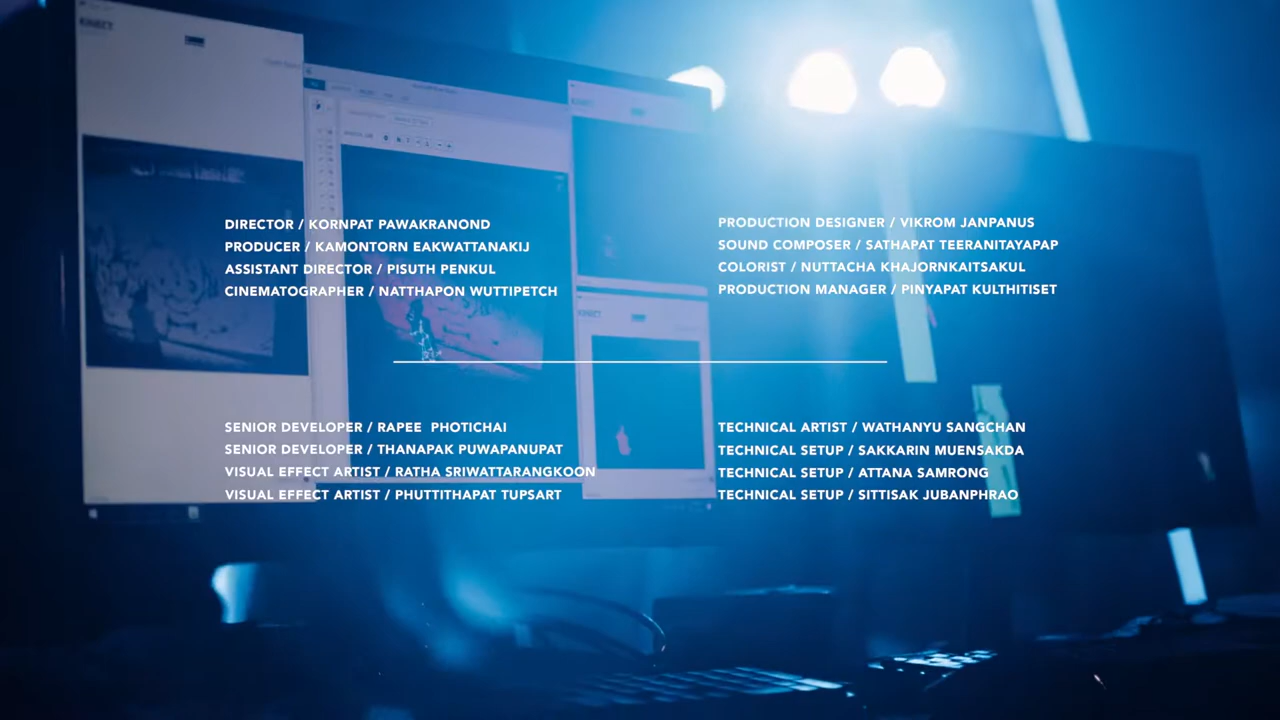 DIRECTOR / KORNPAT PAWAKRANOND
PRODUCER / KAMONTORN EAKWATTANAKIJ
ASSISTANT DIRECTOR / PISUTH PENKUL
CINEMATOGRAPHER / NATTHAPON WUTTIPETCH
PRODUCTION DESIGNER / VIKROM JANPANUS
SOUND COMPOSER / SATHAPAT TEERANITAYAPAP
COLORIST / NUTTACHA KHAJORNKAITSAKUL
PRODUCTION MANAGER / PINYAPAT KULTHITISET
SENIOR DEVELOPER / RAPEE PHOTICHAI
SENIOR DEVELOPER / THANAPAK PUWAPANUPAT
VISUAL EFFECT ARTIST / RATHA SRIWATTARANGKOON
VISUAL EFFECT ARTIST / PHUTTITHAPAT TUPSART
TECHNICAL ARTIST / WATHANYU SANGCHAN
TECHNICAL SETUP / SAKKARIN MUENSAKDA
TECHNICAL SETUP / ATTANA SAMRONG
TECHNICAL SETUP / SITTISAK JUBANPHRAO